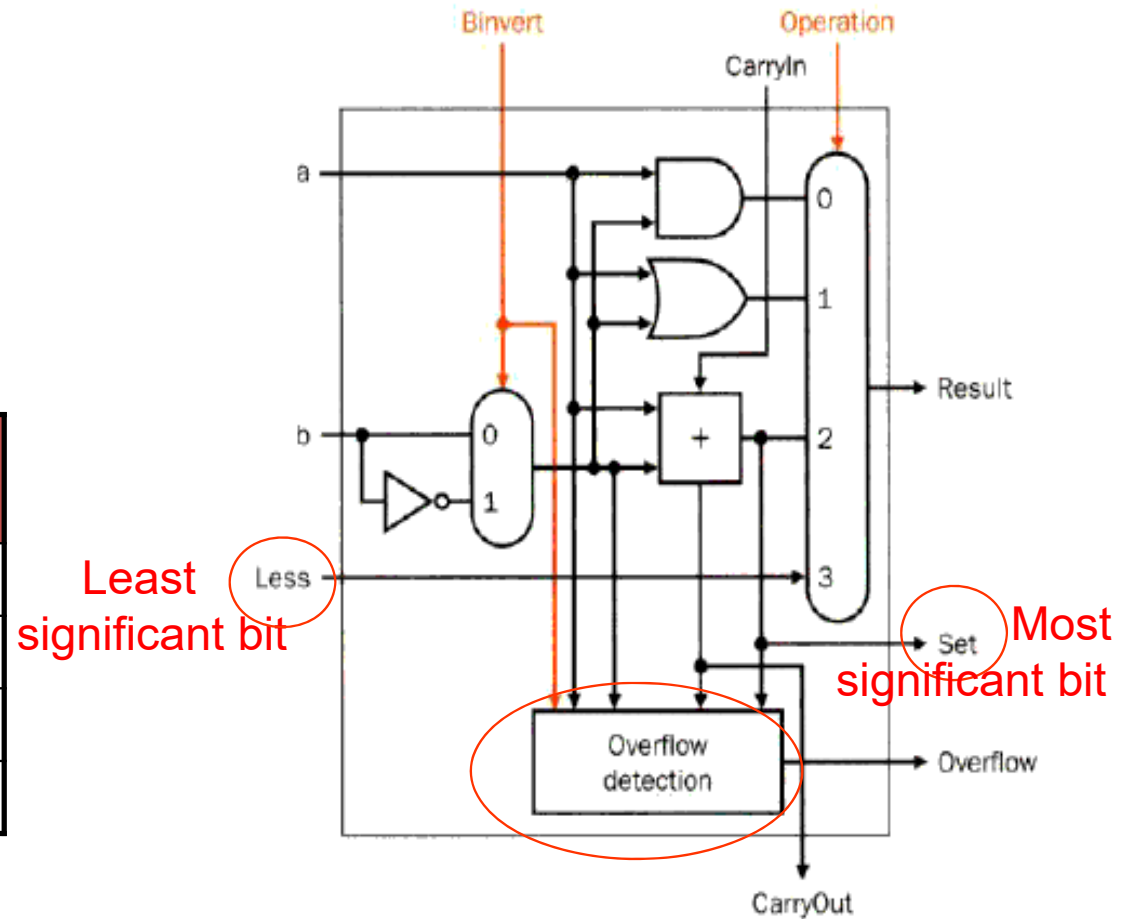 Binvert
Operation
CarryIn
a
0
1
b
0
1
+
2
Result
Least
significant bit
Less
3
Set
Most
significant bit
Overflow
detection
Overflow
CarryOut